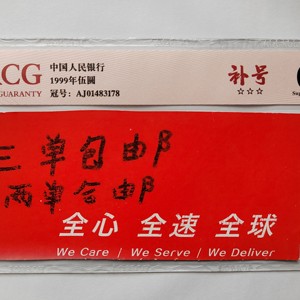 CG
GUARANTY
中国人民银行
1999年伍圆
冠号：AJ01483178
补号
☆☆☆
三单包邮
两单合邮
全心 全速 全球
We Care / We Serve / We Deliver